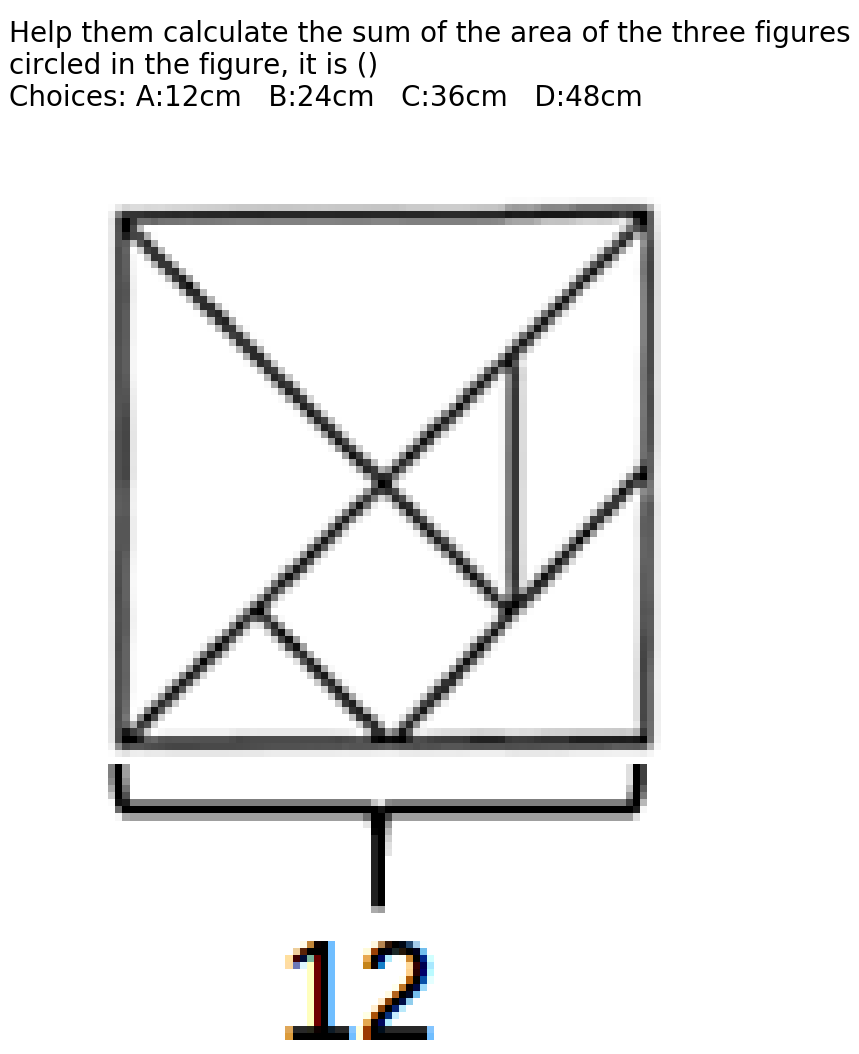 Help them calculate the sum of the area of the three figures
circled in the figure, it is ()
Choices: A:12cm   B:24cm   C:36cm   D:48cm
12